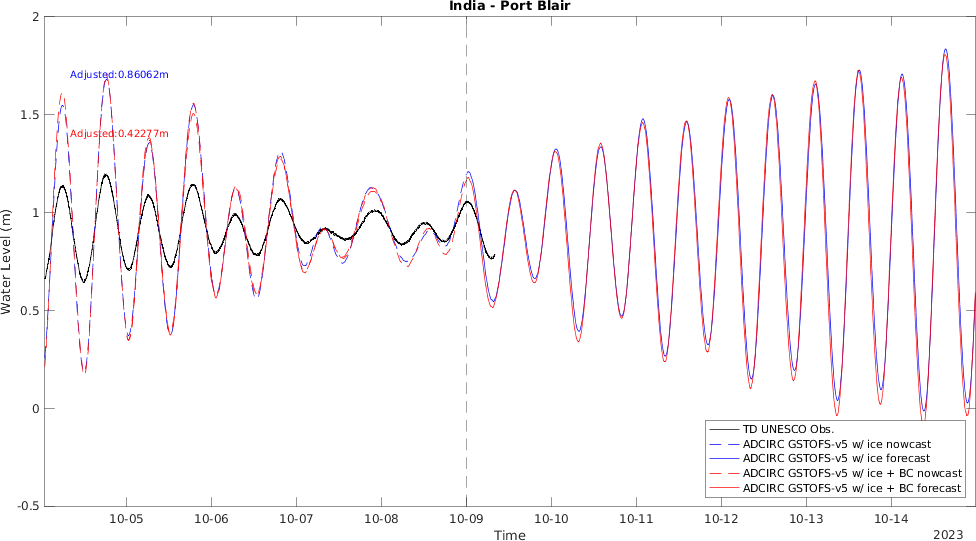 India - Port Blair
2
1.5
1
0.5
0
-0.5
Water Level (m)
Adjusted:0.86062m
Adjusted:0.42277m
TD UNESCO Obs.
ADCIRC GSTOFS-v5 w/ ice nowcast
ADCIRC GSTOFS-v5 w/ ice forecast
ADCIRC GSTOFS-v5 w/ ice + BC nowcast
ADCIRC GSTOFS-v5 w/ ice + BC forecast
10-05 10-06 10-07 10-08 10-09 10-10 10-11 10-12 10-13 10-14
Time
2023